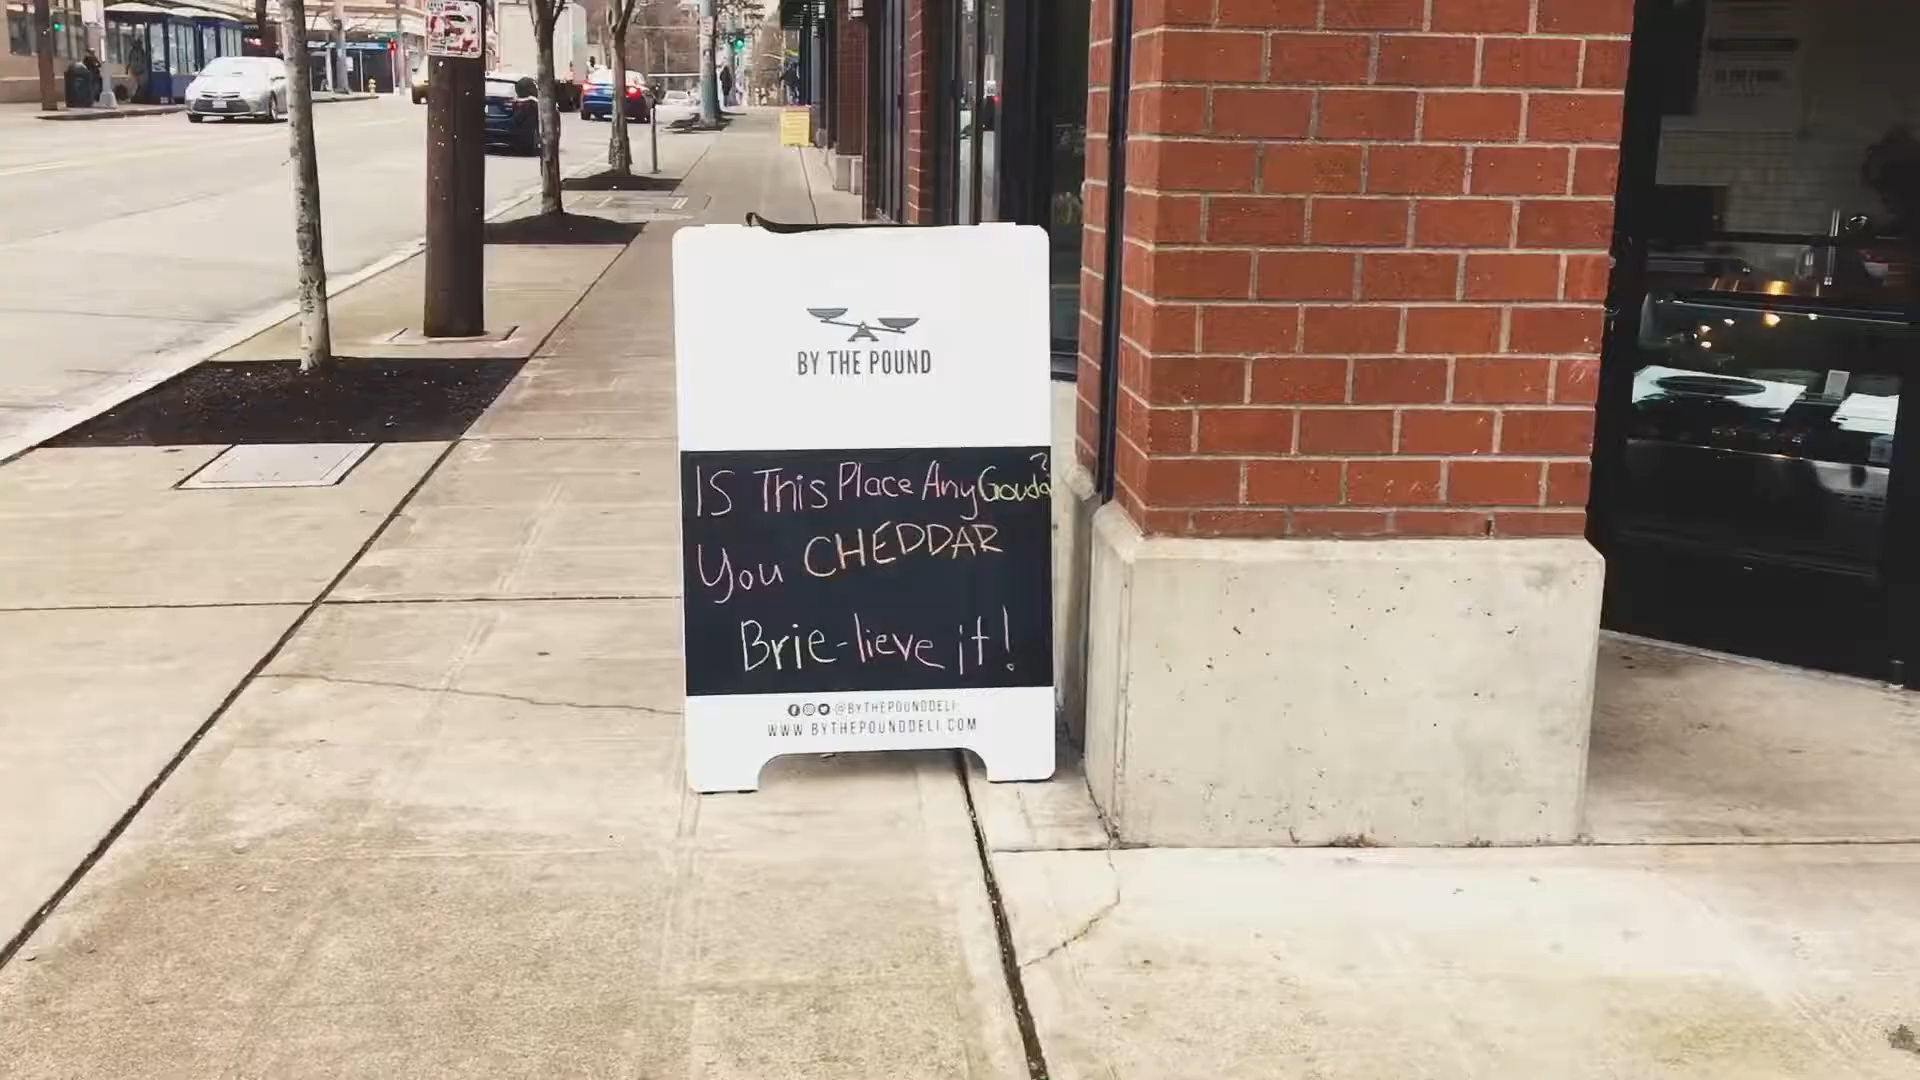 BY THE POUND
IS This Place Any Gouda?
You CHEDDAR
Brie-lieve it!
@BYTHEPOUNDDELI
WWW.BYTHEPOUNDDELI.COM